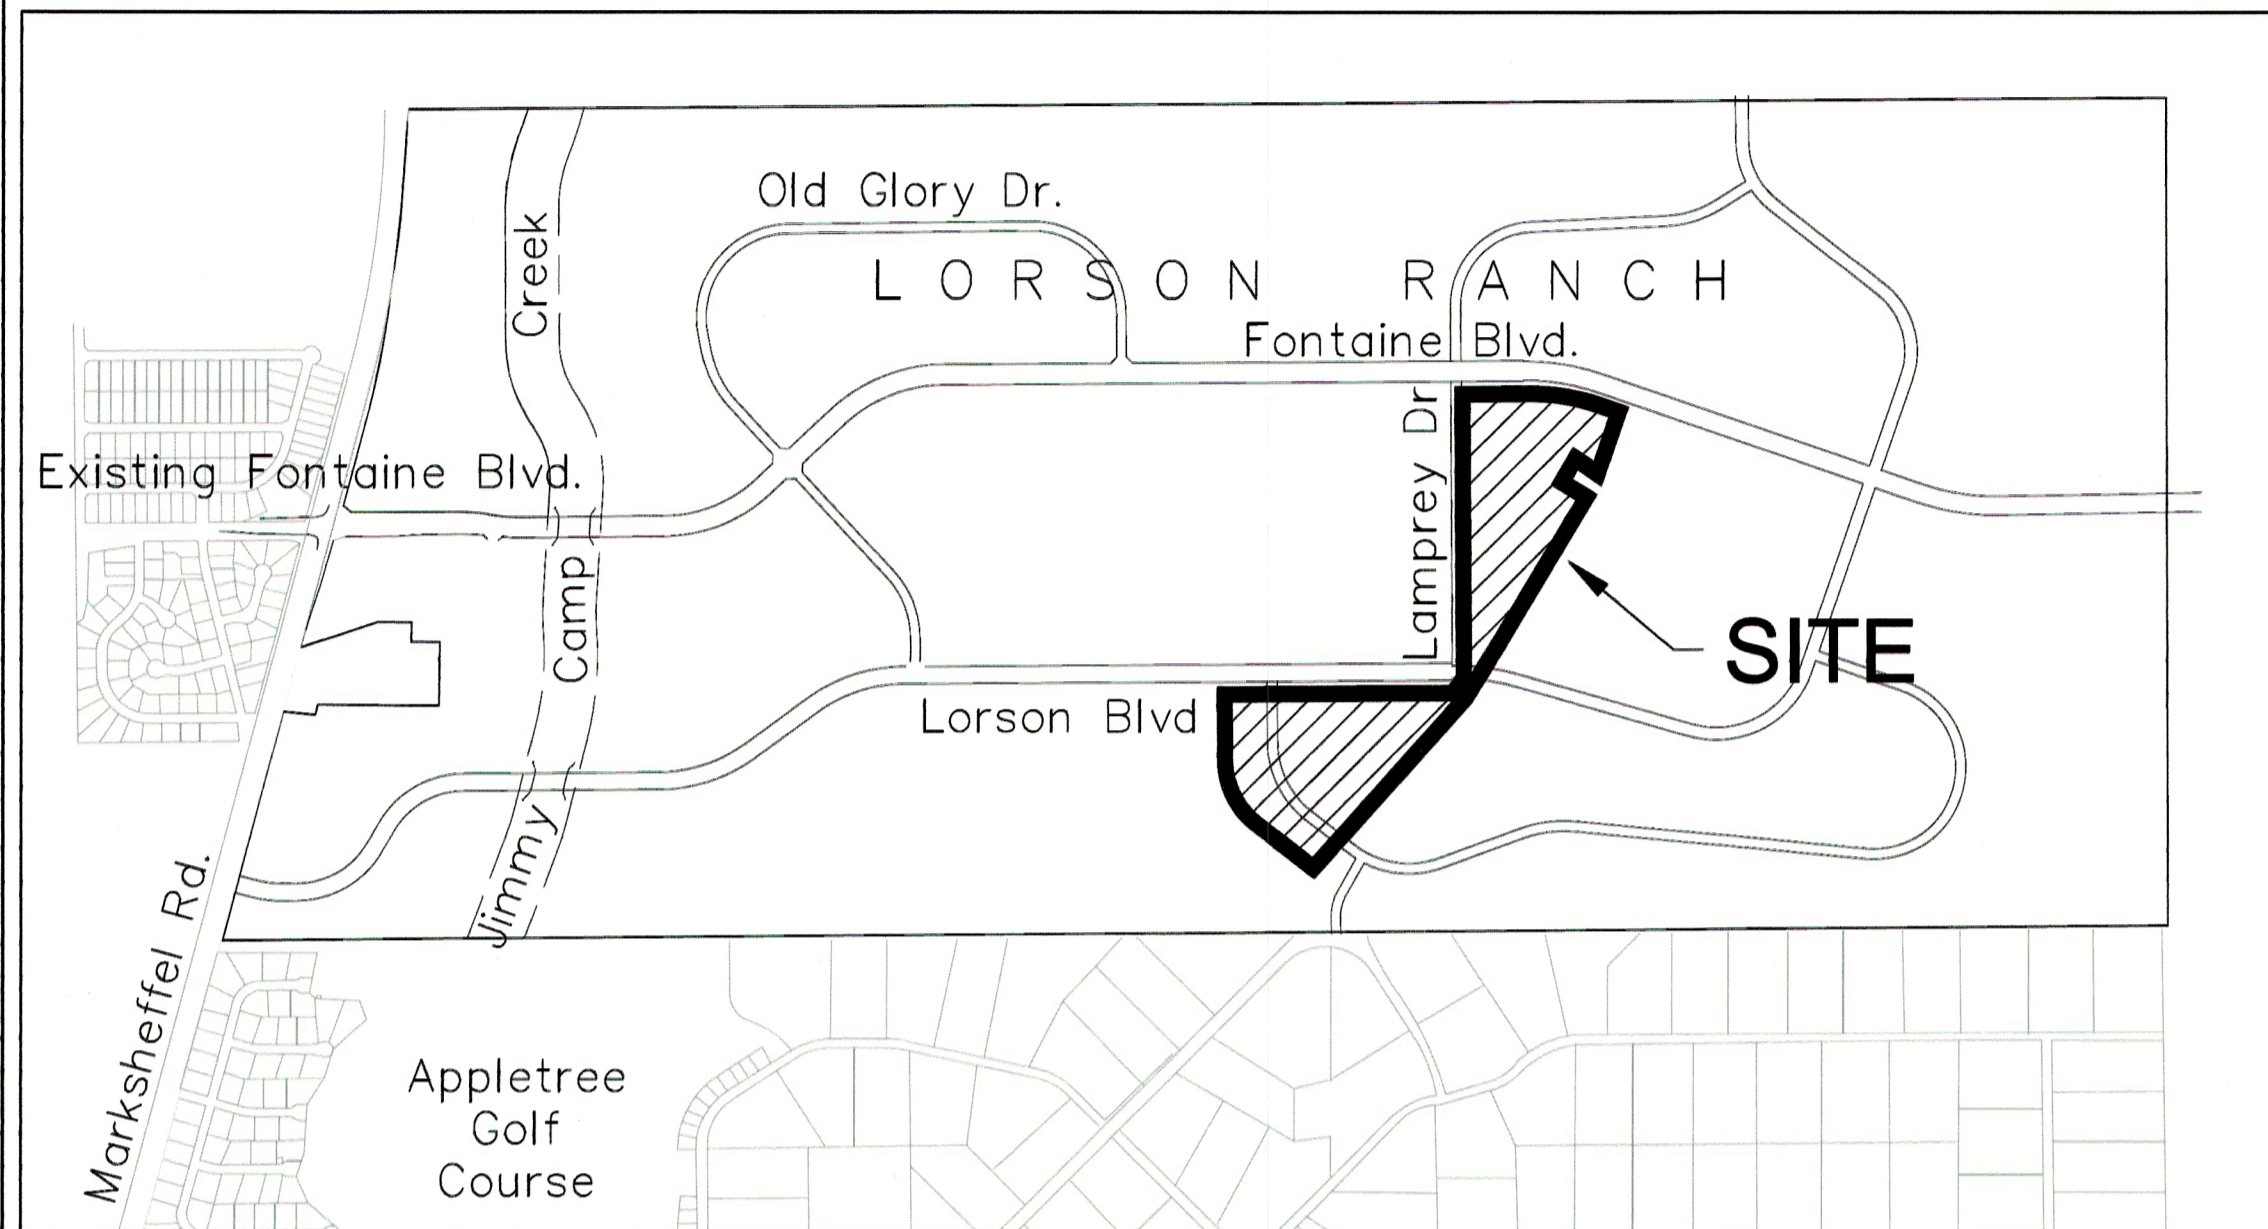 Old Glory Dr.
Creek
LORSON RANCH
Fontaine Blvd.
Existing Fontaine Blvd.
Lamprey Dr
Camp
SITE
Lorson Blvd
Jimmy
Marksheffel Rd.
Appletree
Golf
Course